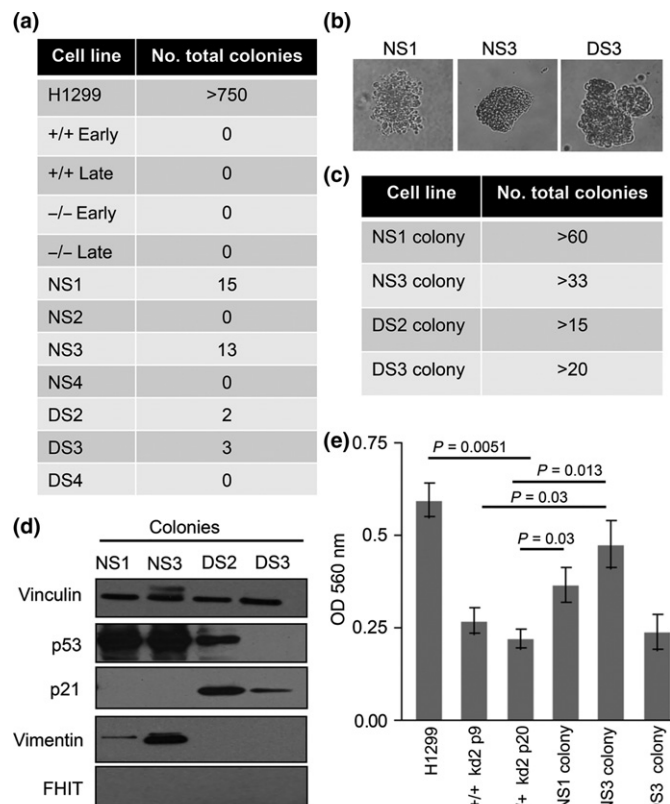 (a)
Cell line No. total colonies
H1299 >750
+/+ Early 0
+/+ Late 0
–/– Early 0
–/– Late 0
NS1 15
NS2 0
NS3 13
NS4 0
DS2 2
DS3 3
DS4 0
(b)
NS1 NS3 DS3
(c)
Cell line No. total colonies
NS1 colony >60
NS3 colony >33
DS2 colony >15
DS3 colony >20
(d)
Colonies
NS1 NS3 DS2 DS3
Vinculin
p53
p21
Vimentin
FHIT
(e)
0.75
0.5
0.25
0.00
OD 560 nm
P = 0.0051
P = 0.013
P = 0.03
P = 0.03
H1299
+/+ kd2 p9
/+ kd2 p20
NS1 colony
NS3 colony
S3 colony